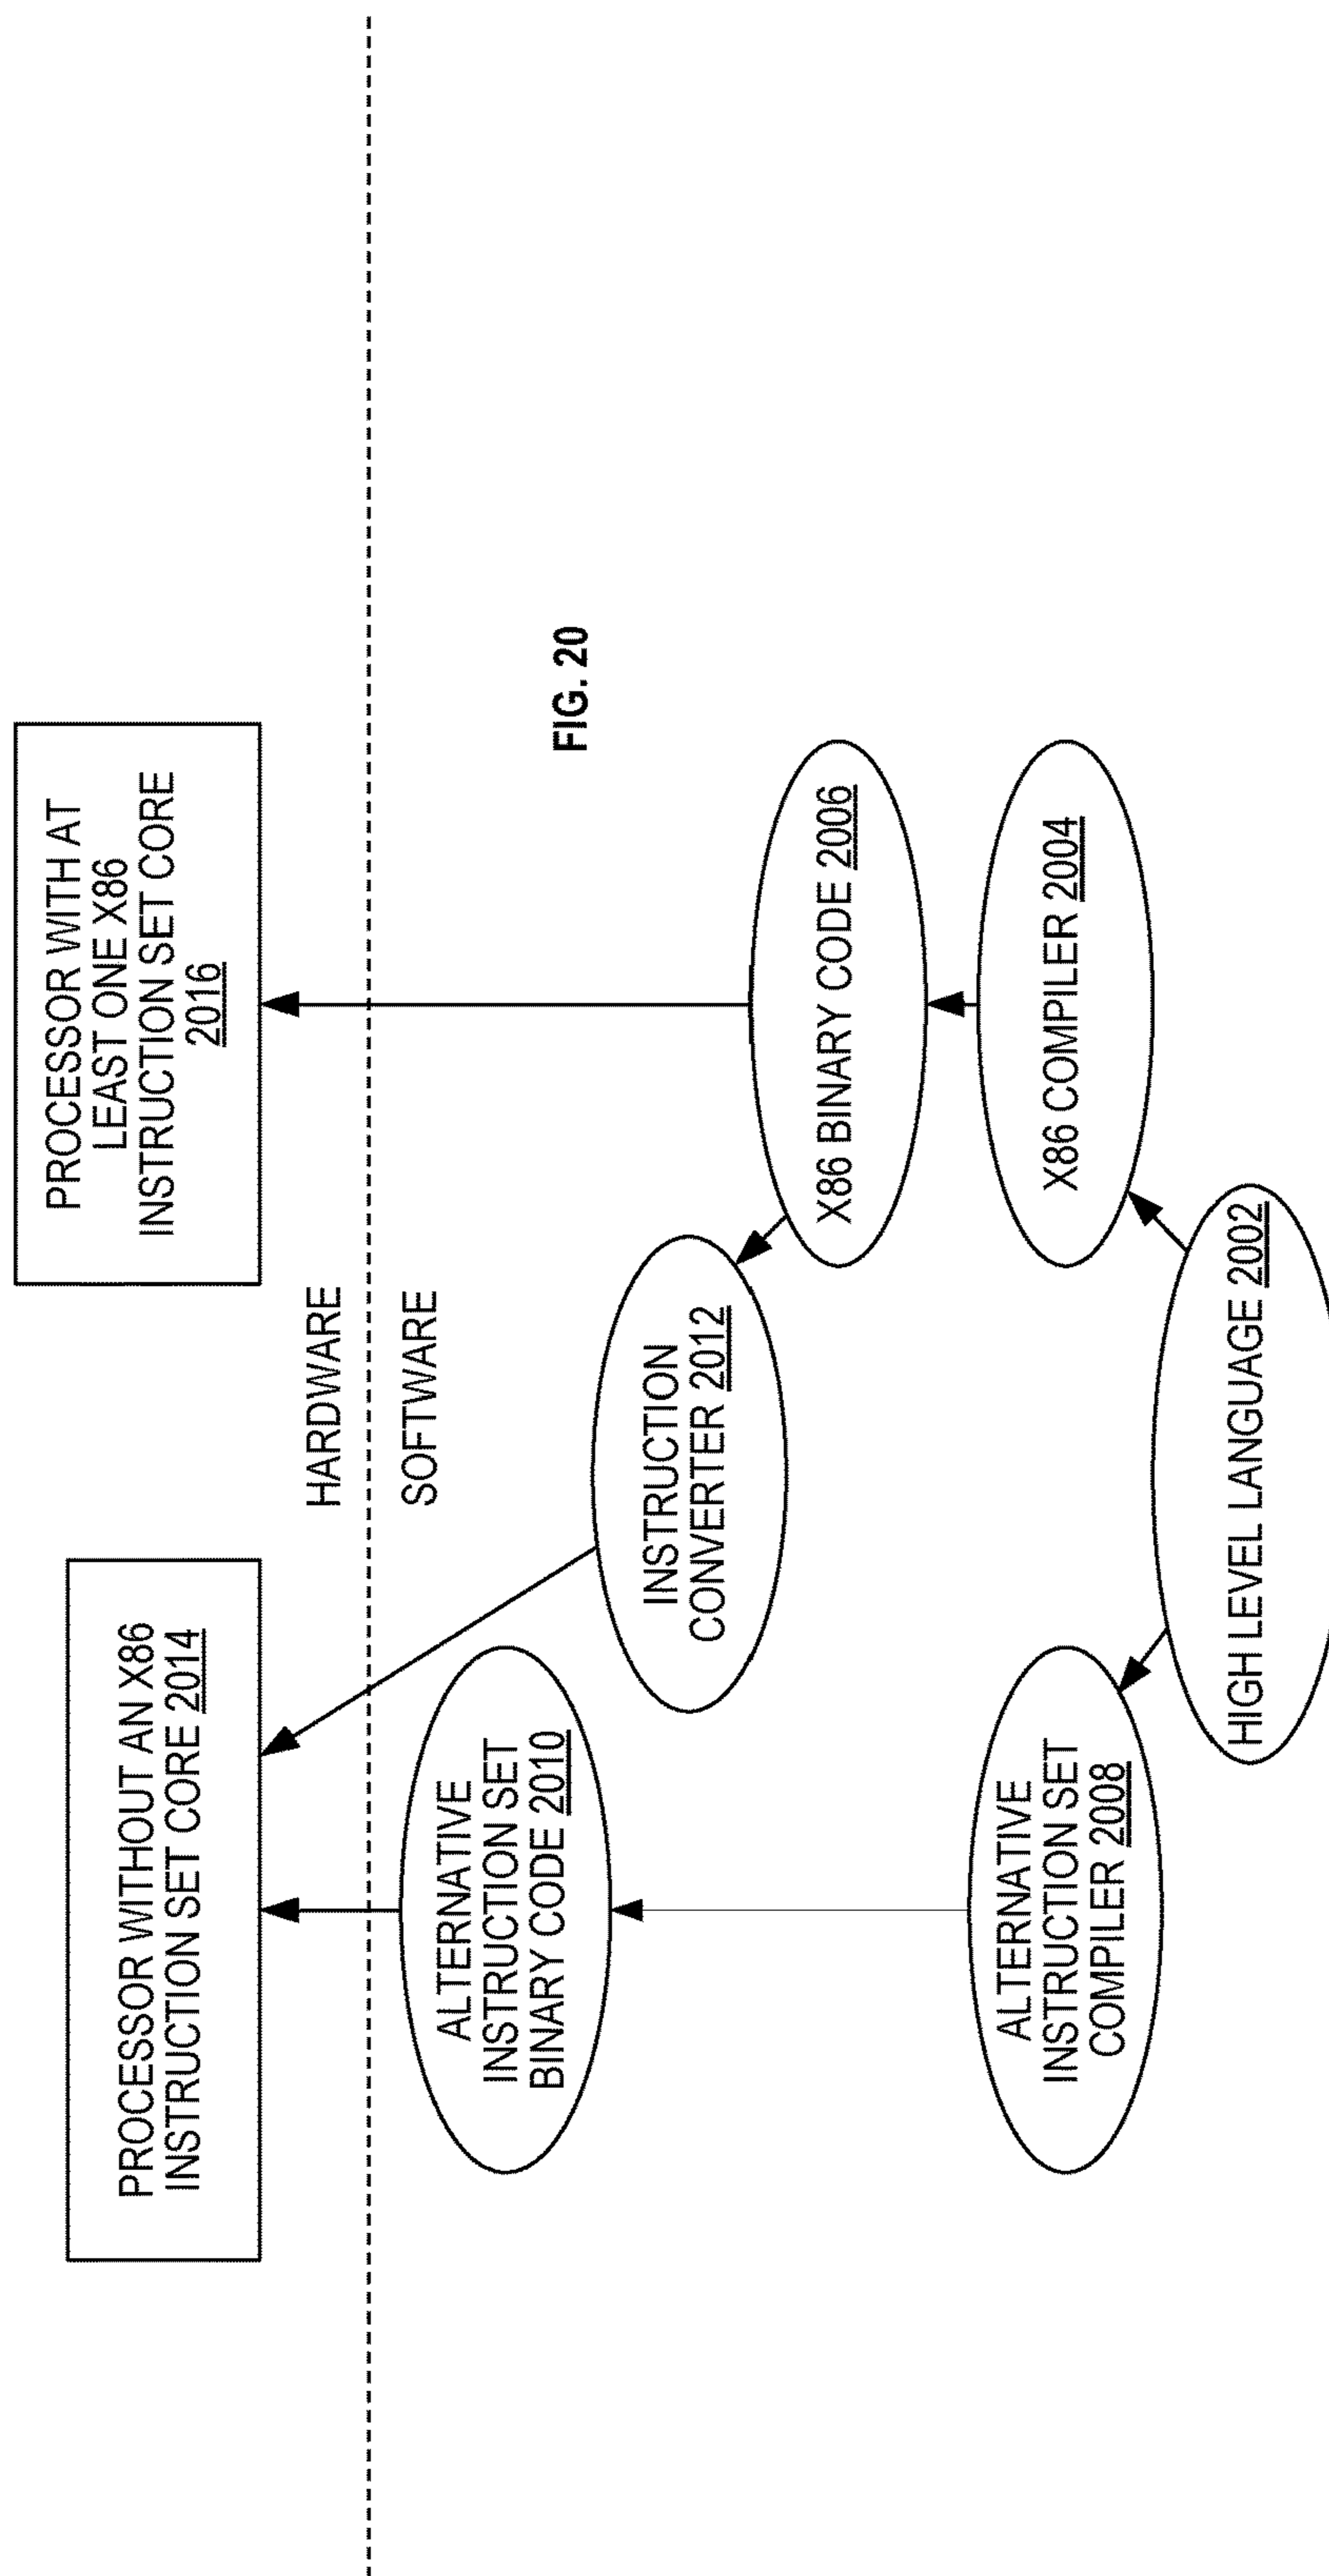 PROCESSOR WITHOUT AN X86
INSTRUCTION SET CORE 2014
PROCESSOR WITH AT
LEAST ONE X86
INSTRUCTION SET CORE
2016
HARDWARE
SOFTWARE
ALTERNATIVE
INSTRUCTION SET
BINARY CODE 2010
INSTRUCTION
CONVERTER 2012
FIG. 20
X86 BINARY CODE 2006
ALTERNATIVE
INSTRUCTION SET
COMPILER 2008
X86 COMPILER 2004
HIGH LEVEL LANGUAGE 2002